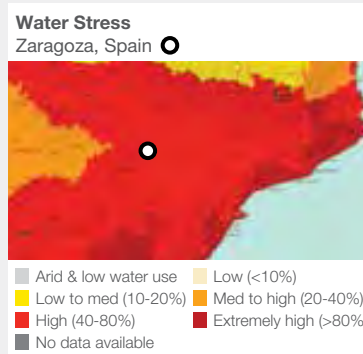 Water Stress
Zaragoza, Spain
Arid & low water use
Low (<10%)
Low to med (10-20%)
Med to high (20-40%)
High (40-80%)
Extremely high (>80%
No data available